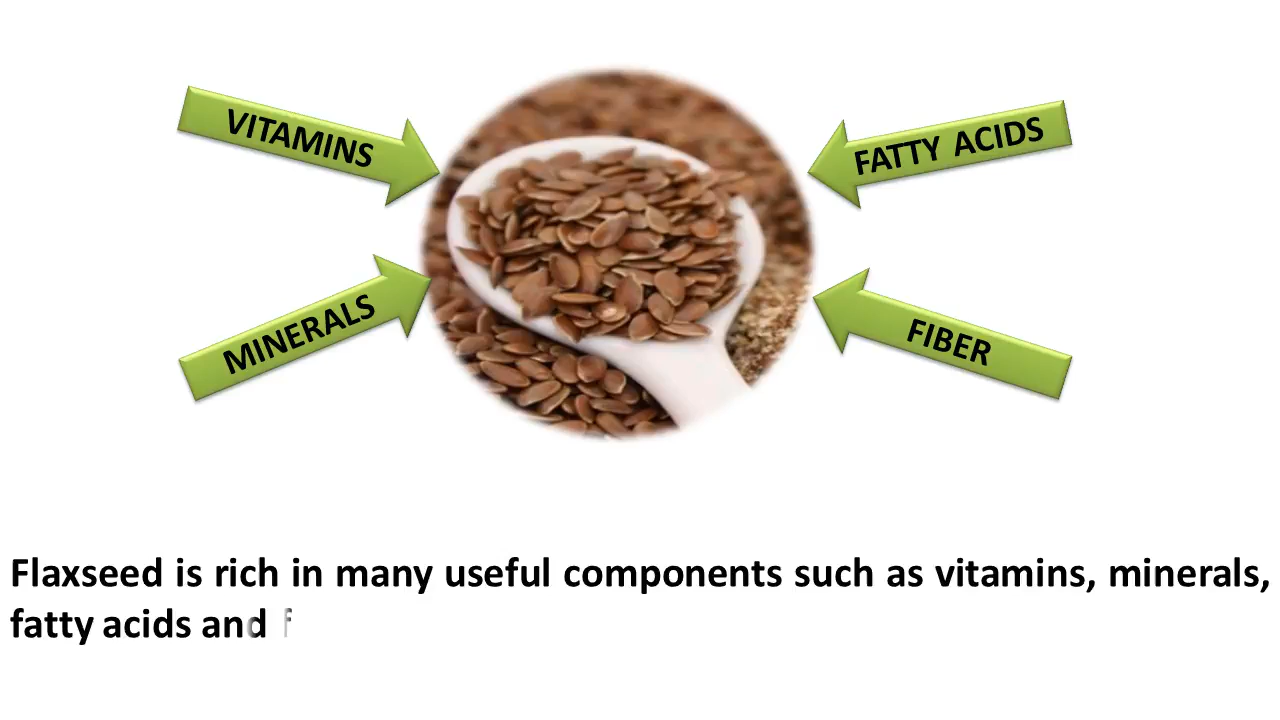 VITAMINS
FATTY ACIDS
MINERALS
FIBER
Flaxseed is rich in many useful components such as vitamins, minerals,
fatty acids and f